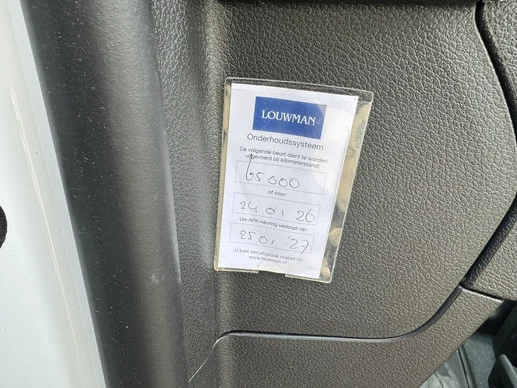 LOUWMAN
Onderhoudssysteem
De volgende beurt dient te worden
uitgevoerd bij kilometerstand:
65000
of voor:
24 01 26
Uw APK-keuring verloopt op:
25 01 '27
U kunt een afspraak maken op
www.louwman.nl